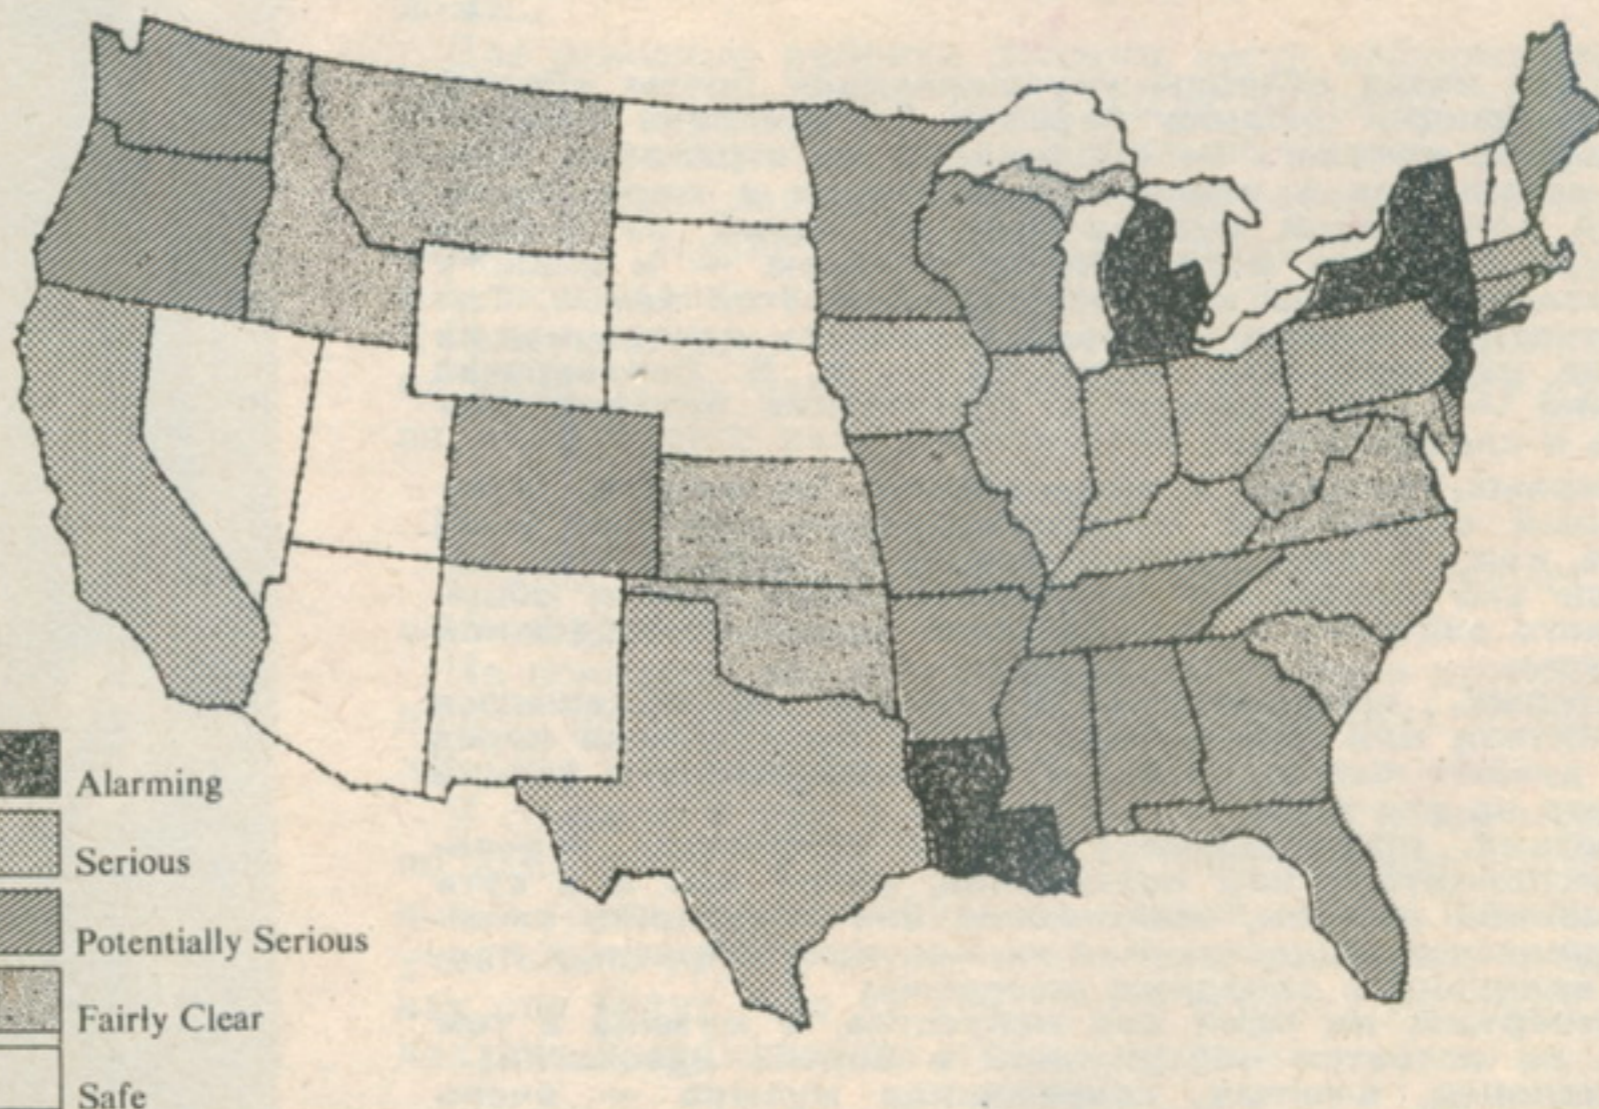 Alarming
Serious
Potentially Serious
Fairly Clear
Safe